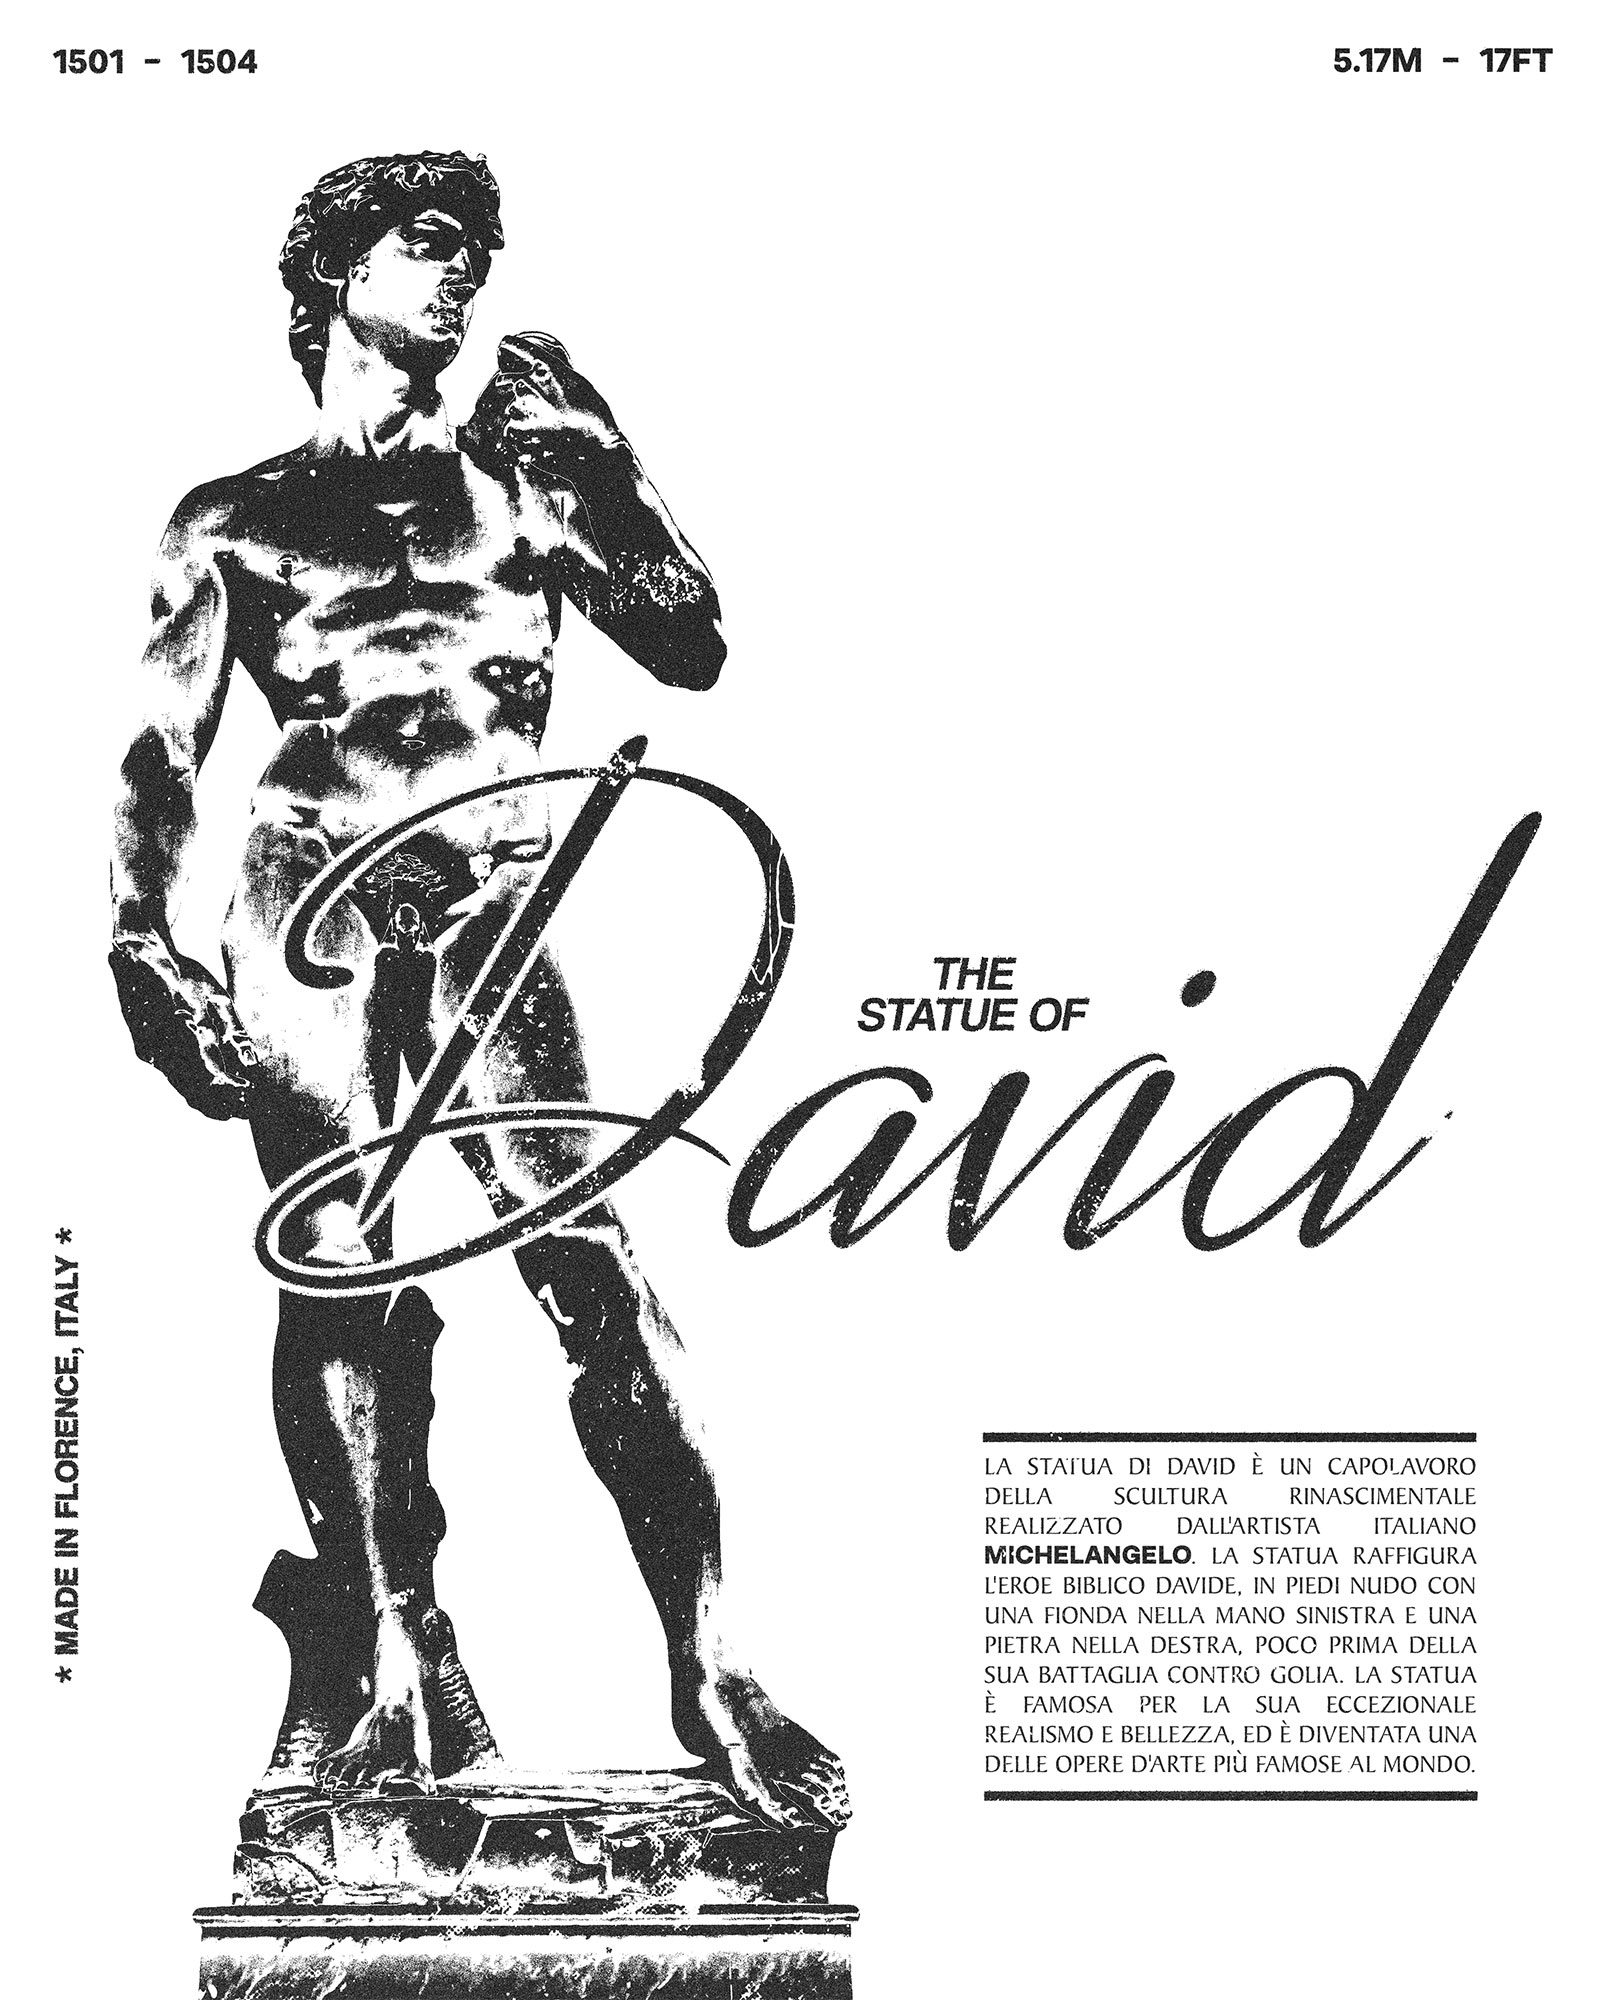 1501 - 1504
5.17M - 17FT
THE
STATUE OF
David
* MADE IN FLORENCE, ITALY *
LA STATUA DI DAVID È UN CAPOLAVORO
DELLA SCULTURA RINASCIMENTALE
REALIZZATO DALL'ARTISTA ITALIANO
MICHELANGELO. LA STATUA RAFFIGURA
L'EROE BIBLICO DAVIDE, IN PIEDI NUDO CON
UNA FIONDA NELLA MANO SINISTRA E UNA
PIETRA NELLA DESTRA, POCO PRIMA DELLA
SUA BATTAGLIA CONTRO GOLIA. LA STATUA
È FAMOSA PER LA SUA ECCEZIONALE
REALISMO E BELLEZZA, ED È DIVENTATA UNA
DELLE OPERE D'ARTE PIÙ FAMOSE AL MONDO.